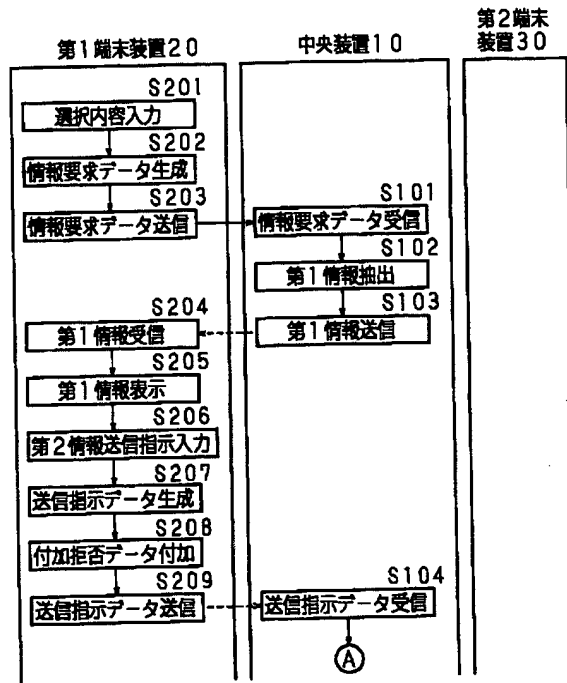 第1端末装置20
中央装置10
第2端末
装置30
S201
選択内容入力
S202
情報要求データ生成
S203
情報要求データ送信
S101
情報要求データ受信
S102
第1情報抽出
S103
第1情報送信
S204
第1情報受信
S205
第1情報表示
S206
第2情報送信指示入力
S207
送信指示データ生成
S208
付加拒否データ付加
S209
送信指示データ送信
S104
送信指示データ受信
A